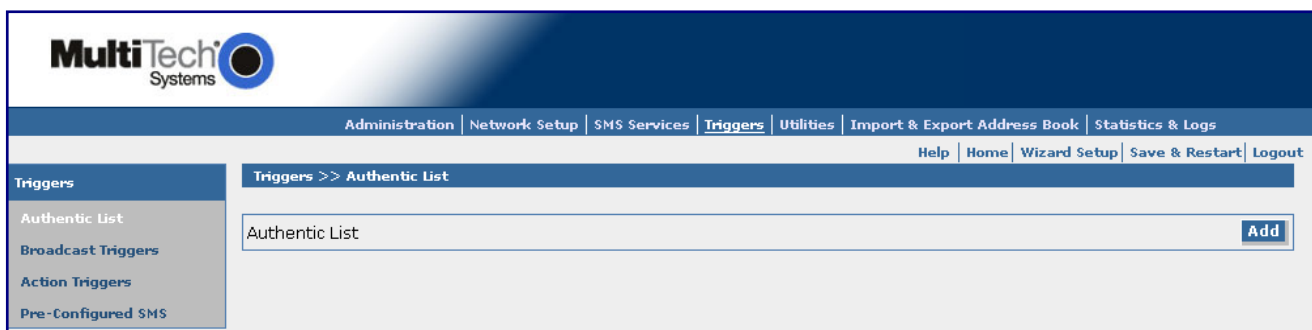 MultiTech
Systems
Administration | Network Setup | SMS Services | Triggers | Utilities | Import & Export Address Book | Statistics & Logs
Help | Home | Wizard Setup | Save & Restart | Logout
Triggers
Triggers >> Authentic List
Authentic List
Broadcast Triggers
Action Triggers
Pre-Configured SMS
Authentic List
Add